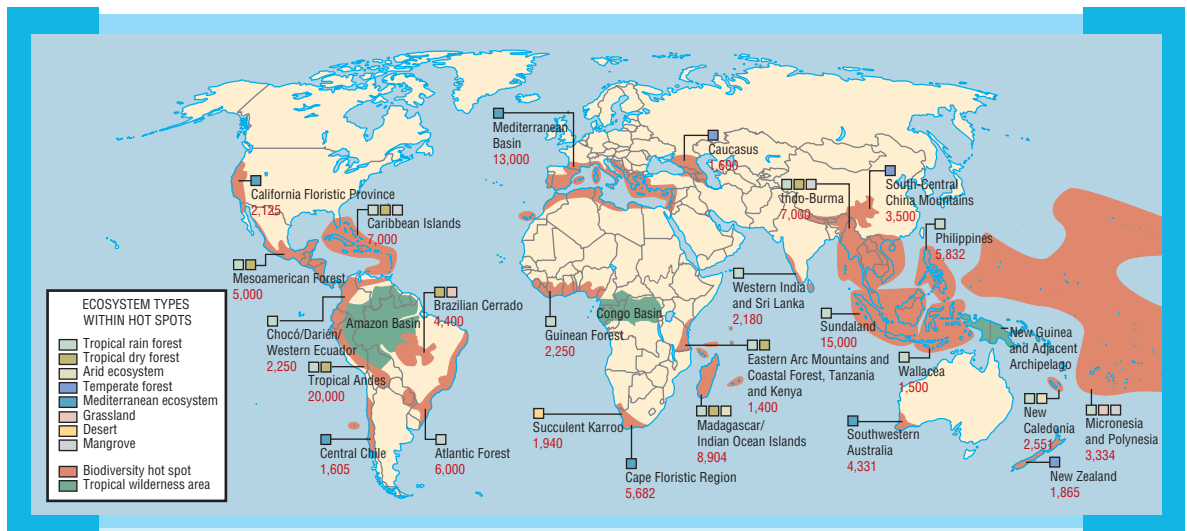 Mediterranean
Basin
13,000
Caucasus
1,600
California Floristic Province
2,125
Caribbean Islands
7,000
Indo-Burma
7,000
South-Central
China Mountains
3,500
Philippines
5,832
Mesoamerican Forest
5,000
Brazilian Cerrado
4,400
Western India
and Sri Lanka
2,180
ECOSYSTEM TYPES
WITHIN HOT SPOTS
Tropical rain forest
Tropical dry forest
Arid ecosystem
Temperate forest
Mediterranean ecosystem
Grassland
Desert
Mangrove
Biodiversity hot spot
Tropical wilderness area
Chocó/Darién/
Western Ecuador
2,250
Amazon Basin
Tropical Andes
20,000
Guinean Forest
2,250
Congo Basin
Sundaland
15,000
New Guinea
and Adjacent
Archipelago
Eastern Arc Mountains and
Coastal Forest, Tanzania
and Kenya
1,400
Wallacea
1,500
Succulent Karroo
1,940
Madagascar/
Indian Ocean Islands
8,904
New
Caledonia
2,551
Micronesia
and Polynesia
3,334
Central Chile
1,605
Atlantic Forest
6,000
Southwestern
Australia
4,331
Cape Floristic Region
5,682
New Zealand
1,865